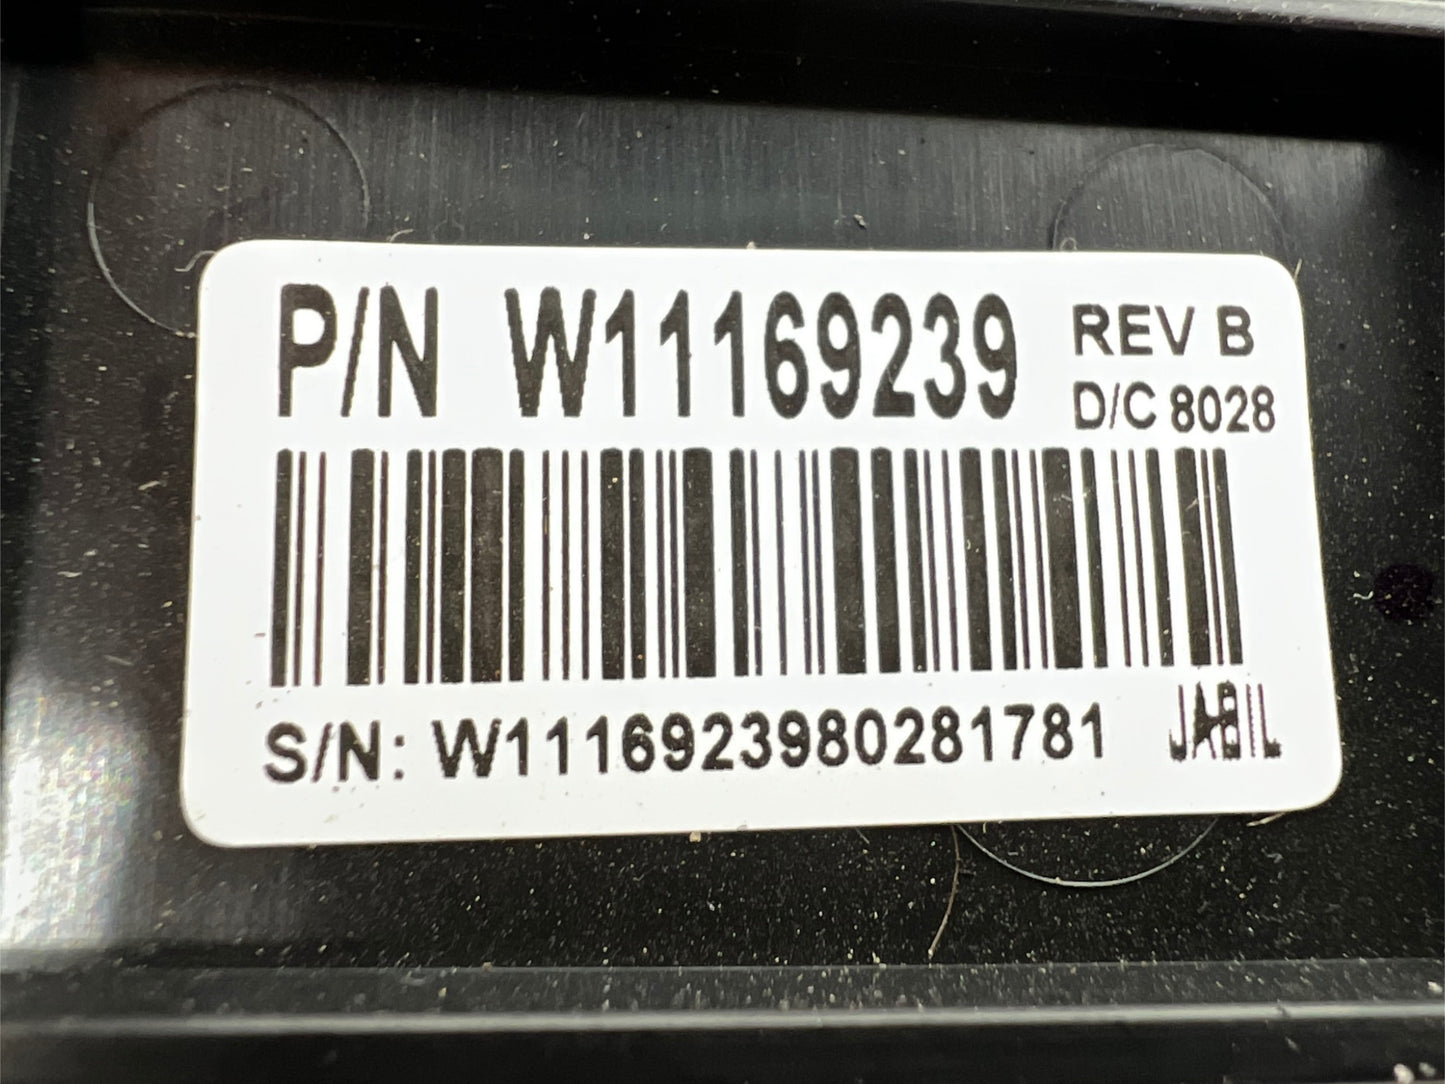 P/N W11169239 REV B
D/C 8028
S/N: W1116923980281781 JABIL